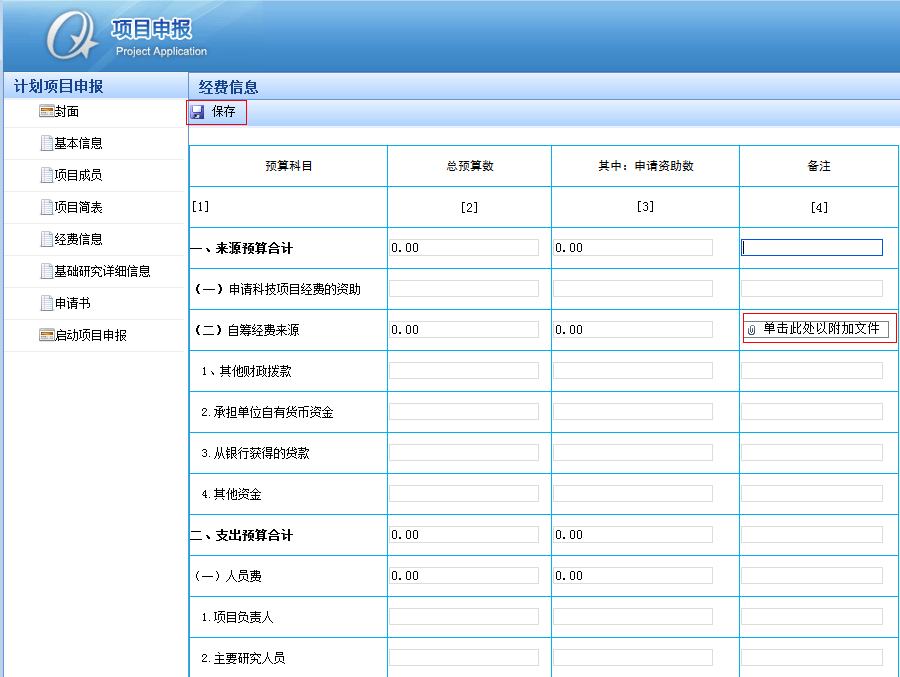 项目申报
Project Application
计划项目申报
封面
基本信息
项目成员
项目简表
经费信息
基础研究详细信息
申请书
启动项目申报
经费信息
保存
预算科目 总预算数 其中：申请资助数 备注
[1] [2] [3] [4]
一、来源预算合计 0.00 0.00
（一）申请科技项目经费的资助
（二）自筹经费来源 0.00 0.00 单击此处以附加文件
1、其他财政拨款
2.承担单位自有货币资金
3.从银行获得的贷款
4.其他资金
二、支出预算合计 0.00 0.00
（一）人员费 0.00 0.00
1.项目负责人
2.主要研究人员